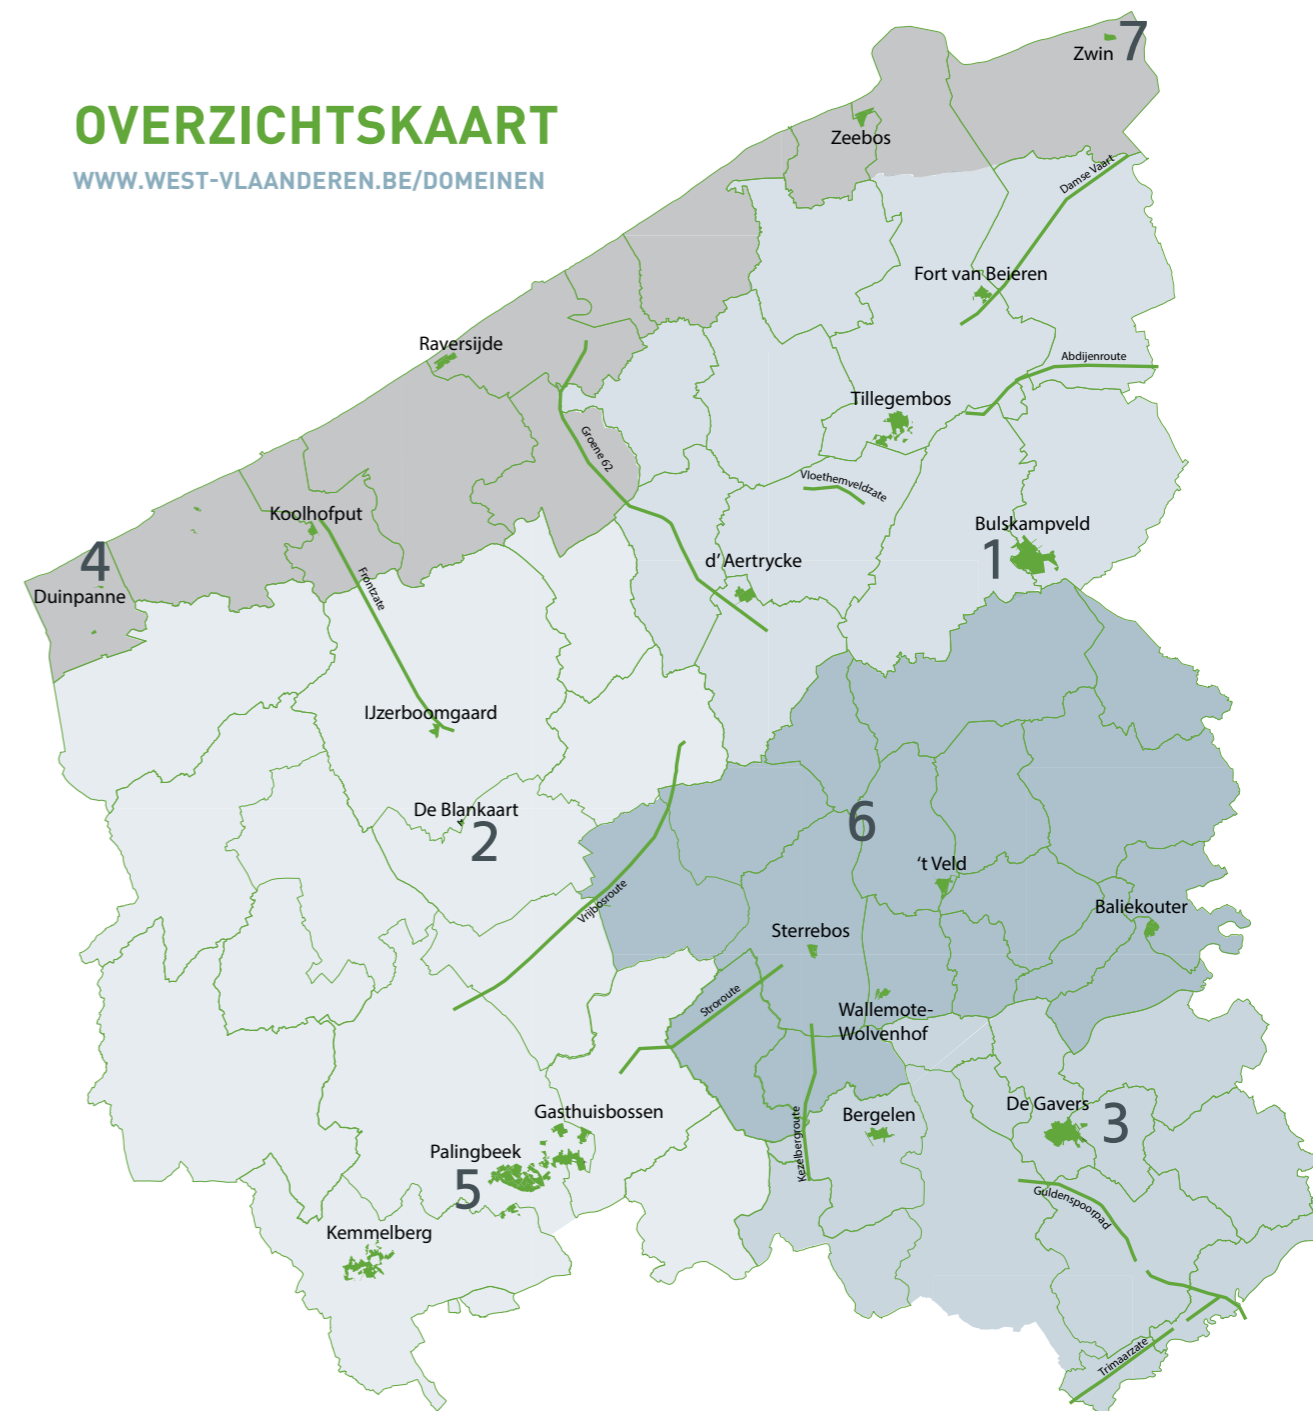 OVERZICHTSKAART
WWW.WEST-VLAANDEREN.BE/DOMEINEN
Zwin 7
Zeebos
Damse Vaart
Fort van Beieren
Raversijde
Abdijenroute
Tillegembos
Groene 62
Vloethemveldzate
Koolhofput
Bulskampveld
1
4
Duinpanne
d’Aertrycke
Frontzate
IJzerboomgaard
De Blankaart
2
6
‘t Veld
Vrijbosroute
Baliekouter
Sterrebos
Stroroute
Wallemote-
Wolvenhof
Gasthuisbossen
Bergelen
De Gavers
3
Kezelbergroute
Palingbeek
5
Guldenspoorpad
Kemmelberg
Trimaarzate